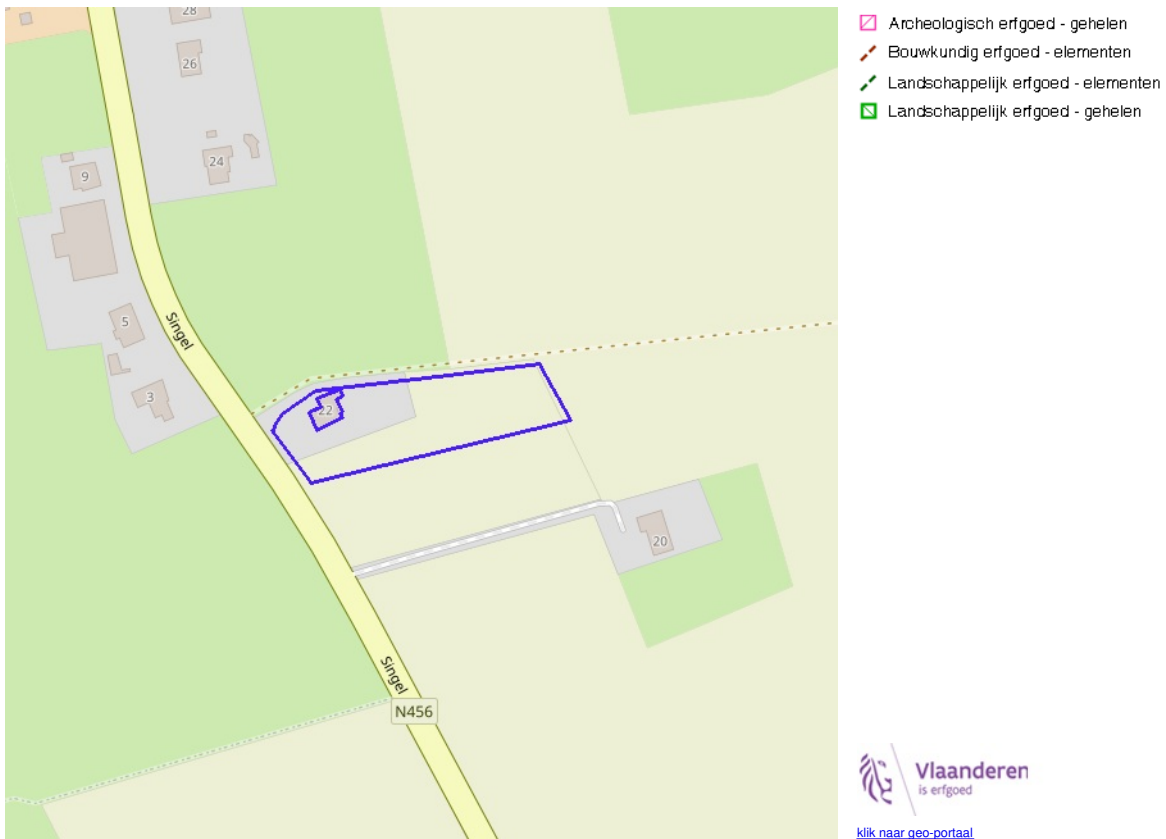 28
26
24
9
Singel
5
3
22
20
Singel
N456
Archeologisch erfgoed - gehelen
Bouwkundig erfgoed - elementen
Landschappelijk erfgoed - elementen
Landschappelijk erfgoed - gehelen
Vlaanderen
is erfgoed
klik naar geo-portaal